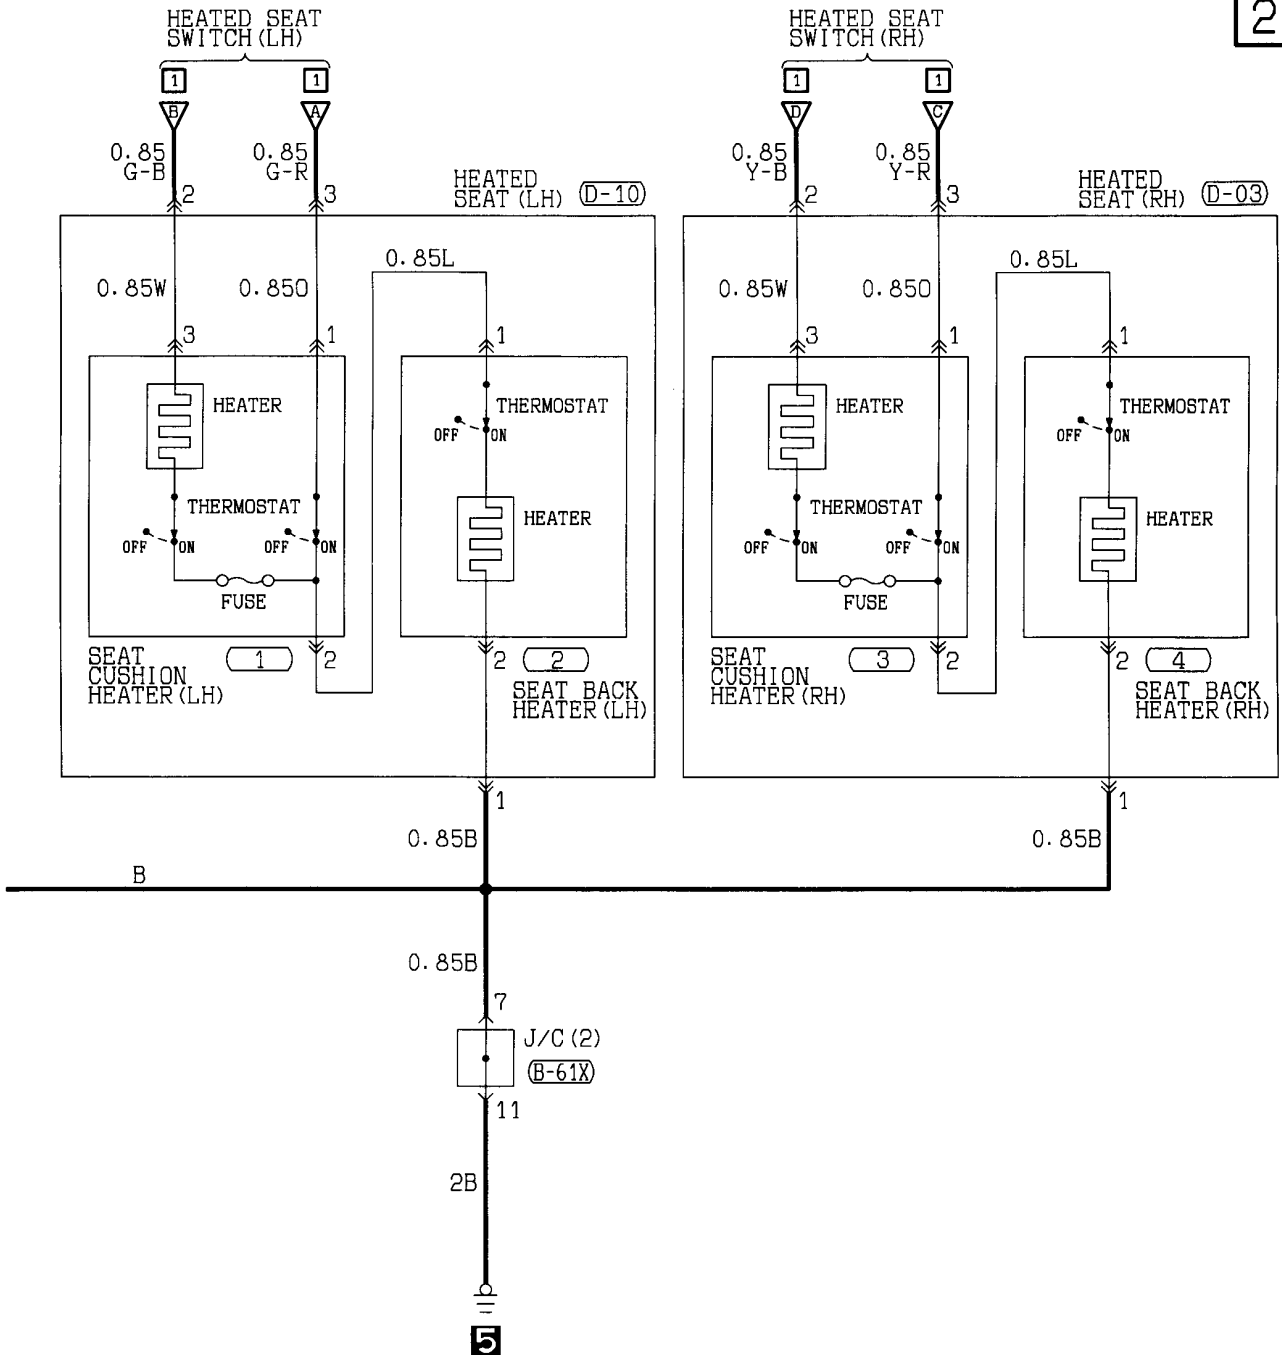 2
HEATED SEAT
SWITCH (LH)
1
1
B
A
0.85
G-B
0.85
G-R
2
3
HEATED
SEAT (LH)
D-10
0.85W
0.85O
0.85L
3
1
1
HEATER
THERMOSTAT
OFF
ON
THERMOSTAT
OFF
ON
OFF
ON
HEATER
FUSE
SEAT
CUSHION
HEATER (LH)
1
2
2
2
SEAT BACK
HEATER (LH)
1
0.85B
HEATED SEAT
SWITCH (RH)
1
1
D
C
0.85
Y-B
0.85
Y-R
2
3
HEATED
SEAT (RH)
D-03
0.85W
0.85O
0.85L
3
1
1
HEATER
THERMOSTAT
OFF
ON
THERMOSTAT
OFF
ON
OFF
ON
HEATER
FUSE
SEAT
CUSHION
HEATER (RH)
3
2
2
4
SEAT BACK
HEATER (RH)
1
0.85B
B
0.85B
7
J/C (2)
B-61X
11
2B
5